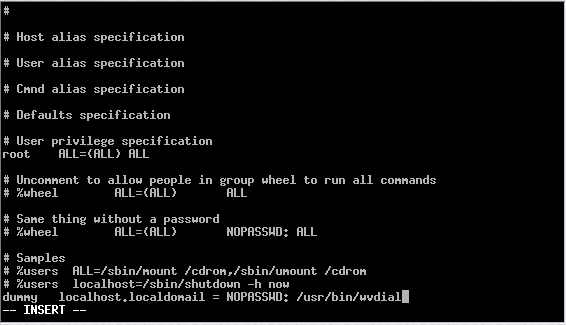 #
# Host alias specification
# User alias specification
# Cmnd alias specification
# Defaults specification
# User privilege specification
root    ALL=(ALL) ALL
# Uncomment to allow people in group wheel to run all commands
# %wheel        ALL=(ALL)       ALL
# Same thing without a password
# %wheel        ALL=(ALL)       NOPASSWD: ALL
# Samples
# %users  ALL=/sbin/mount /cdrom,/sbin/umount /cdrom
# %users  localhost=/sbin/shutdown -h now
dummy   localhost.localdomail = NOPASSWD: /usr/bin/wvdial
-- INSERT --